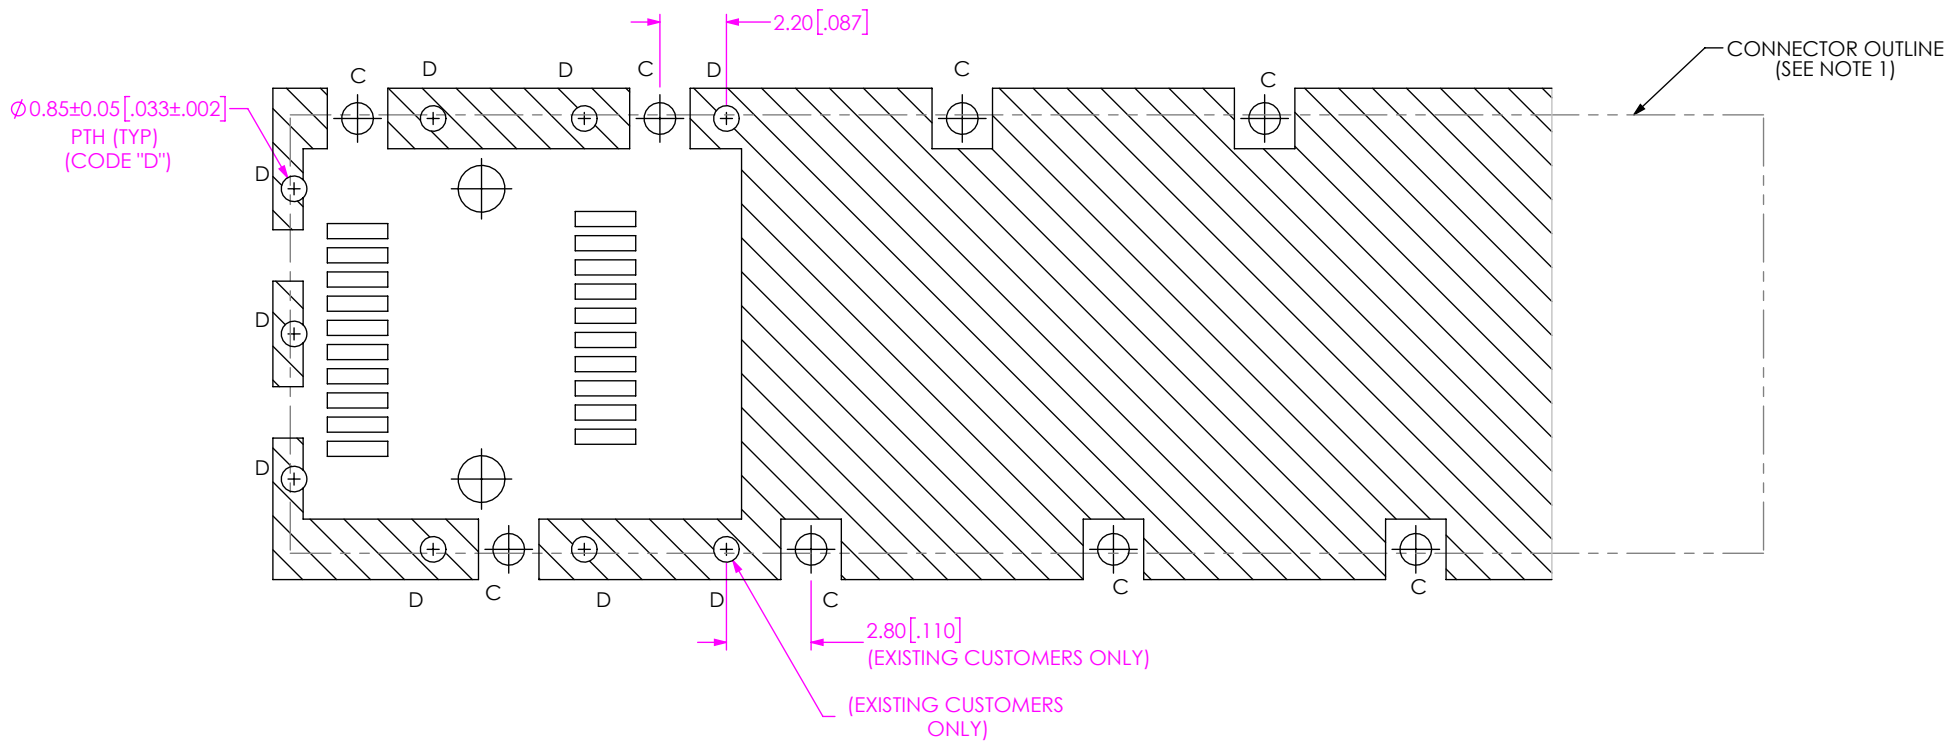 2.20[.087]
CONNECTOR OUTLINE
(SEE NOTE 1)
C D D C D C C
Ø0.85±0.05[.033±.002]
PTH (TYP)
(CODE "D")
D
D
D
D C D D C C C
2.80[.110]
(EXISTING CUSTOMERS ONLY)
(EXISTING CUSTOMERS
ONLY)